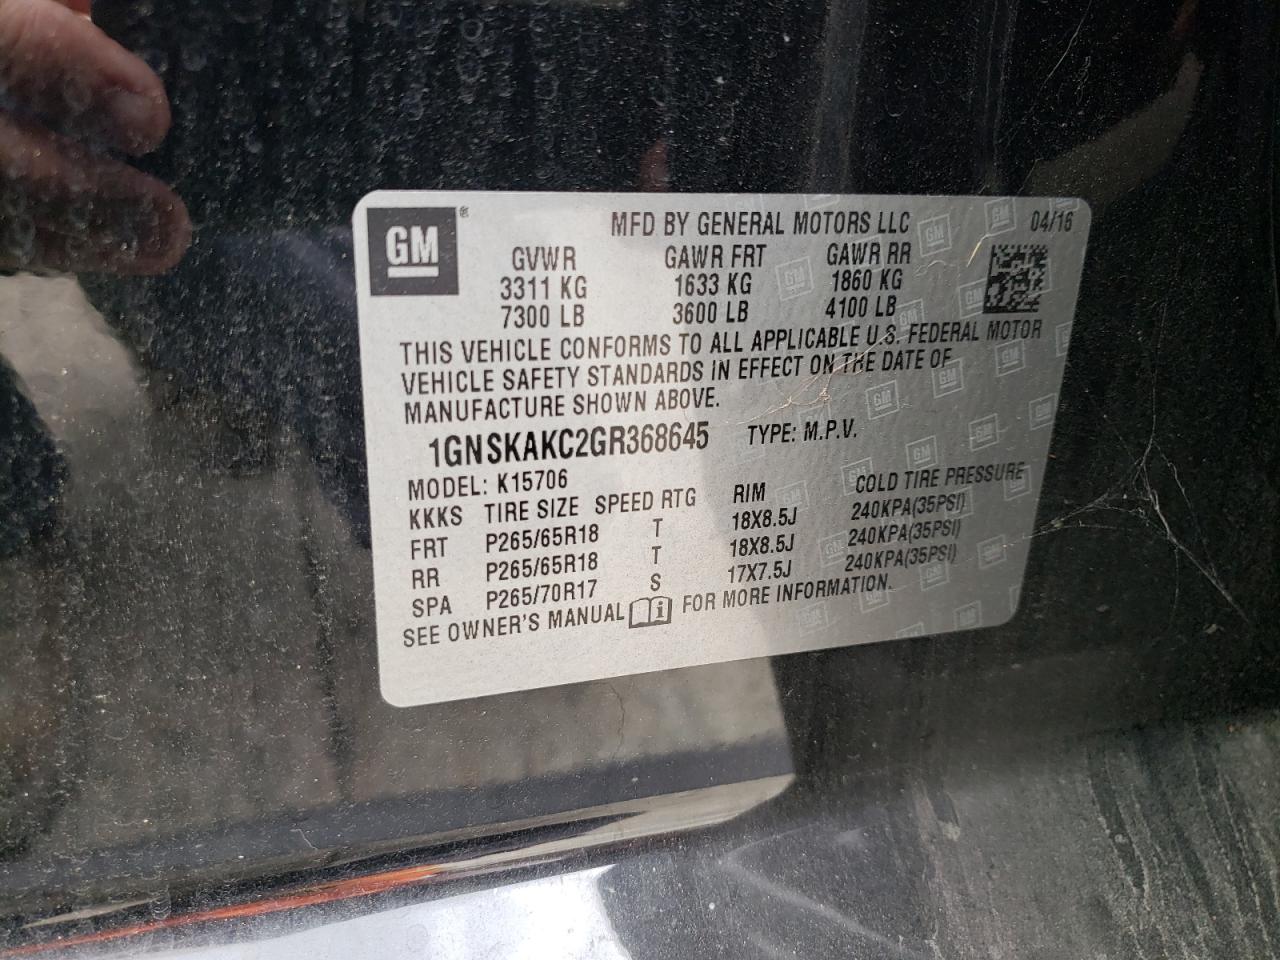 GM®
MFD BY GENERAL MOTORS LLC 04/16
GVWR GAWR FRT GAWR RR
3311 KG 1633 KG 1860 KG
7300 LB 3600 LB 4100 LB
THIS VEHICLE CONFORMS TO ALL APPLICABLE U.S. FEDERAL MOTOR
VEHICLE SAFETY STANDARDS IN EFFECT ON THE DATE OF
MANUFACTURE SHOWN ABOVE.
1GNSKAKC2GR368645 TYPE: M.P.V.
MODEL: K15706
KKKS TIRE SIZE SPEED RTG RIM COLD TIRE PRESSURE
FRT P265/65R18 T 18X8.5J 240KPA(35PSI)
RR P265/65R18 T 18X8.5J 240KPA(35PSI)
SPA P265/70R17 S 17X7.5J 240KPA(35PSI)
SEE OWNER'S MANUAL i FOR MORE INFORMATION.